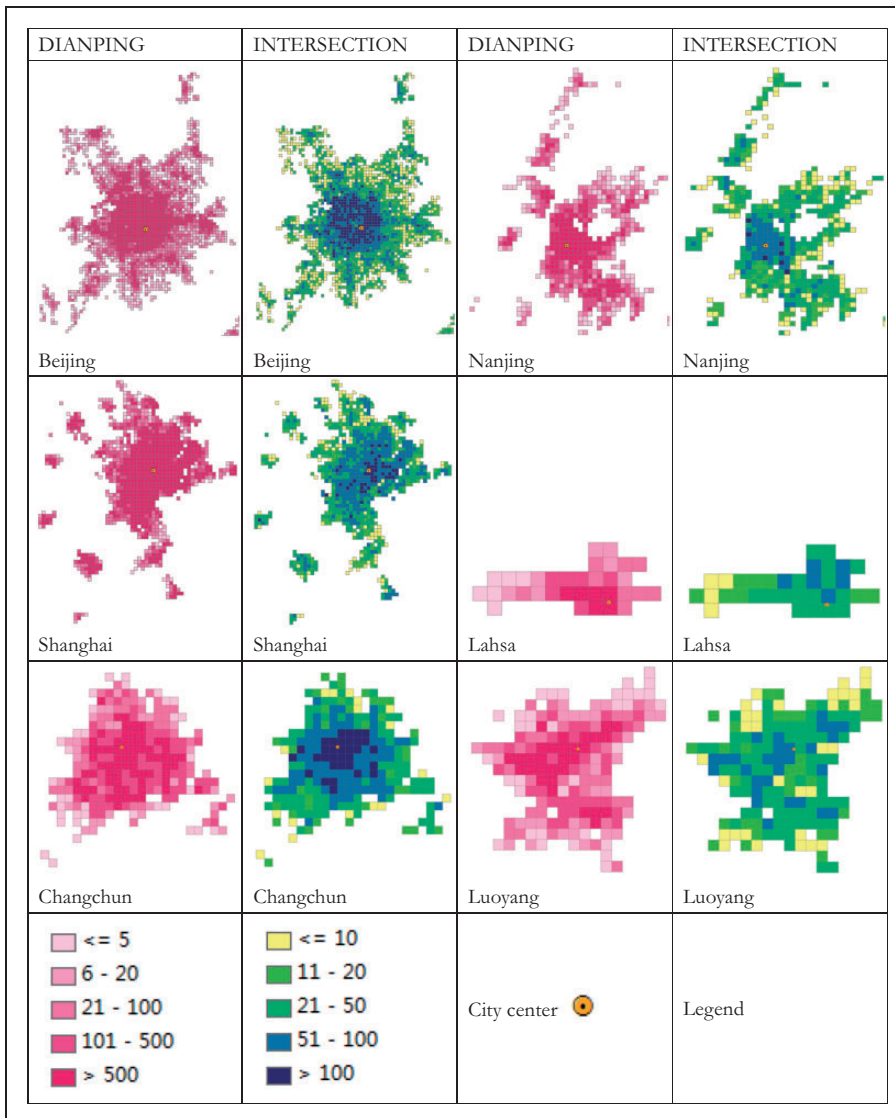 DIANPING INTERSECTION DIANPING INTERSECTION
Beijing Beijing Nanjing Nanjing
Shanghai Shanghai Lahsa Lahsa
Changchun Changchun Luoyang Luoyang
<= 5
6 - 20
21 - 100
101 - 500
> 500
<= 10
11 - 20
21 - 50
51 - 100
> 100
City center
Legend